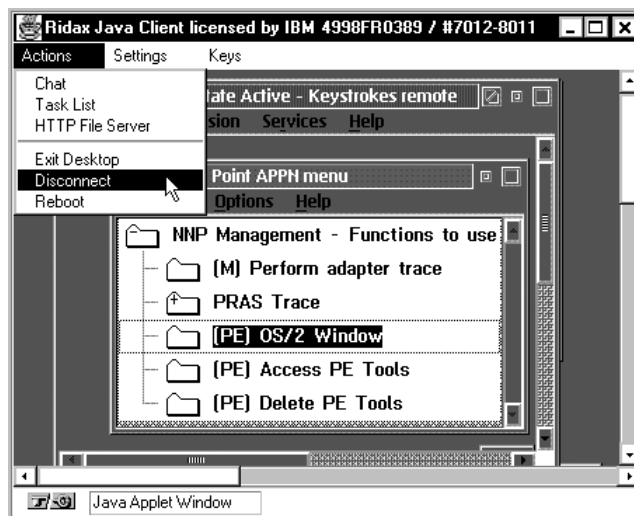 Ridax Java Client licensed by IBM 4998FR0389 / #7012-8011
Actions Settings Keys
Chat
Task List
HTTP File Server
Exit Desktop
Disconnect
Reboot
tate Active - Keystrokes remote
sion Services Help
Point APPN menu
Options Help
NNP Management - Functions to use
(M) Perform adapter trace
PRAS Trace
(PE) OS/2 Window
(PE) Access PE Tools
(PE) Delete PE Tools
Java Applet Window